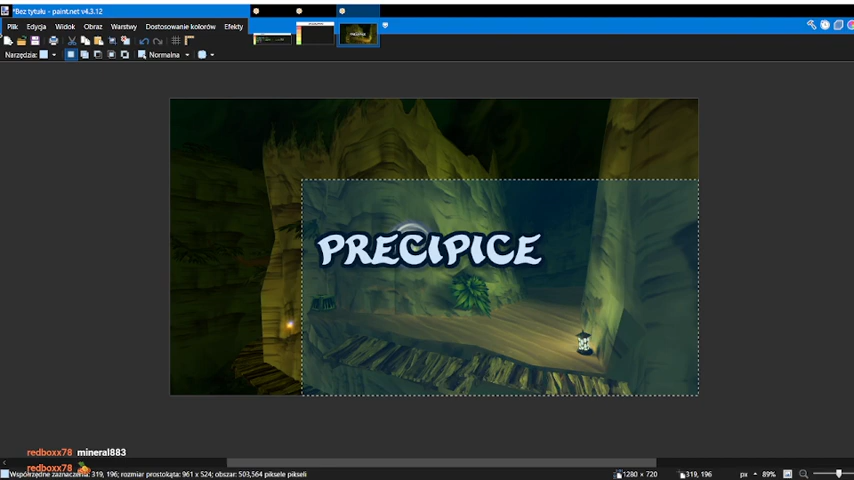 *Bez tytułu - paint.net v4.3.12
Plik Edycja Widok Obraz Warstwy Dostosowanie kolorów Efekty
Narzędzia: Normalna
PRECIPICE
redboxx78 mineral883
redboxx78
Współrzędne zaznaczenia: 319, 196; rozmiar prostokąta: 961 x 524; obszar: 503,564 piksele pikseli
1280 × 720
319, 196
px
89%